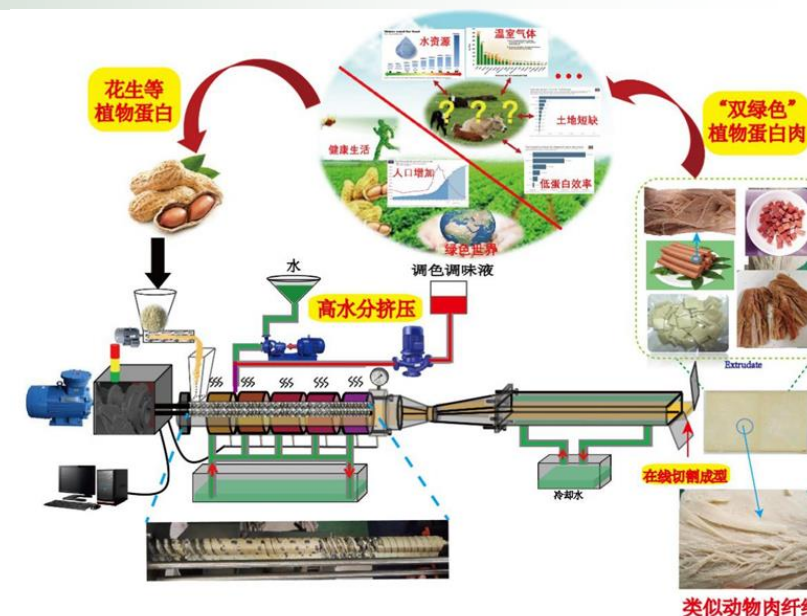 水资源
温室气体
花生等
植物蛋白
“双绿色”
植物蛋白肉
健康生活
土地短缺
人口增加
低蛋白效率
绿色世界
水
调色调味液
高水分挤压
Extrudate
在线切割成型
冷却水
类似动物肉纤